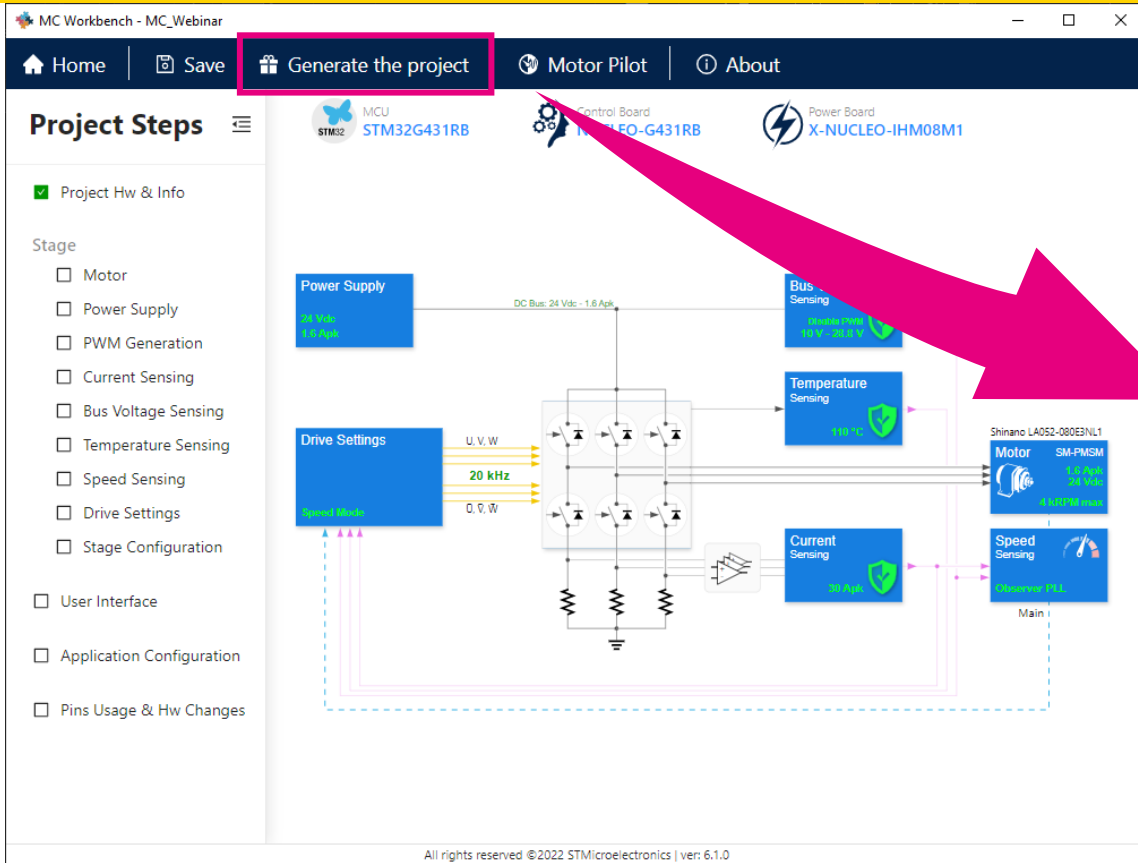 MC Workbench - MC_Webinar
Home
Save
Generate the project
Motor Pilot
About
Project Steps
MCU
STM32G431RB
STM32
Control Board
NUCLEO-G431RB
Power Board
X-NUCLEO-IHM08M1
Project Hw & Info
Stage
Motor
Power Supply
PWM Generation
Current Sensing
Bus Voltage Sensing
Temperature Sensing
Speed Sensing
Drive Settings
Stage Configuration
User Interface
Application Configuration
Pins Usage & Hw Changes
Power Supply
24 Vdc
1.6 Apk
DC Bus: 24 Vdc - 1.6 Apk
Bus
Sensing
Disable PWM
10 V - 28.8 V
Temperature
Sensing
110 °C
Drive Settings
Speed Mode
U, V, W
20 kHz
U̅, V̅, W̅
Shinano LA052-080E3NL1
Motor
SM-PMSM
1.6 Apk
24 Vdc
4 kRPM max
Current
Sensing
30 Apk
Speed
Sensing
Observer PLL
Main
All rights reserved ©2022 STMicroelectronics | ver: 6.1.0